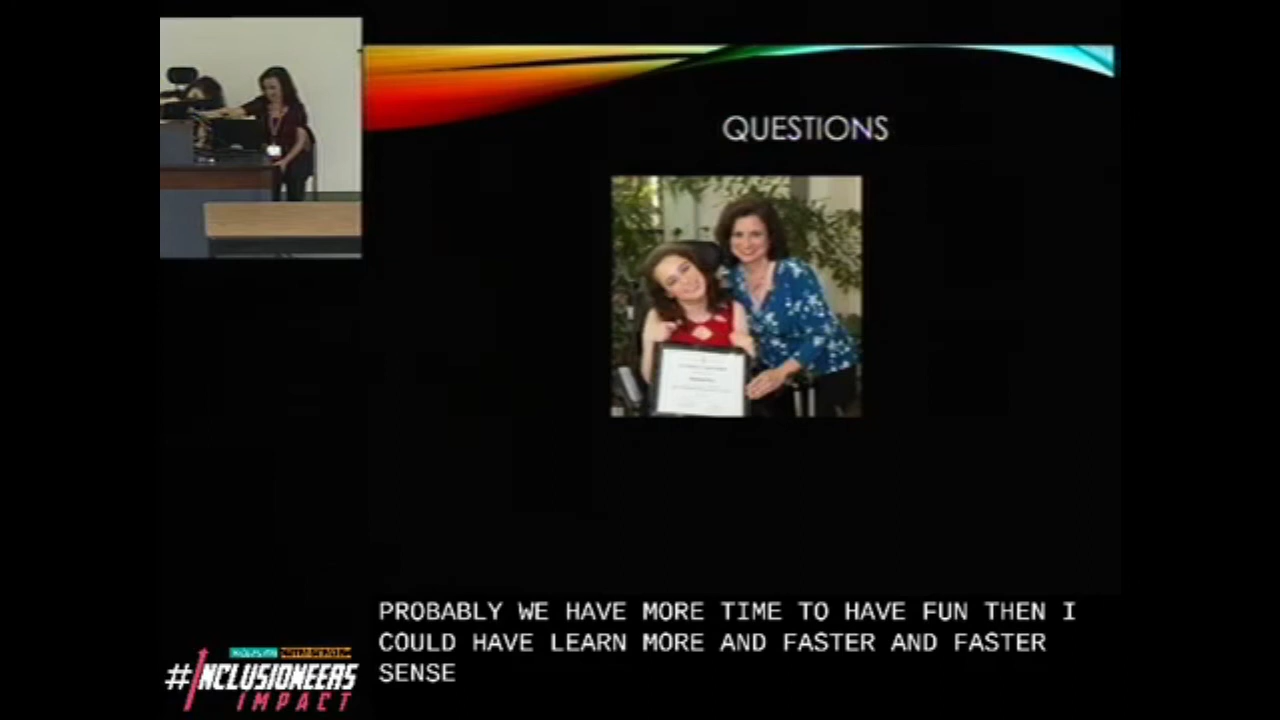 QUESTIONS
PROBABLY WE HAVE MORE TIME TO HAVE FUN THEN I
COULD HAVE LEARN MORE AND FASTER AND FASTER
SENSE
#INCLUSIONEERS
IMPACT